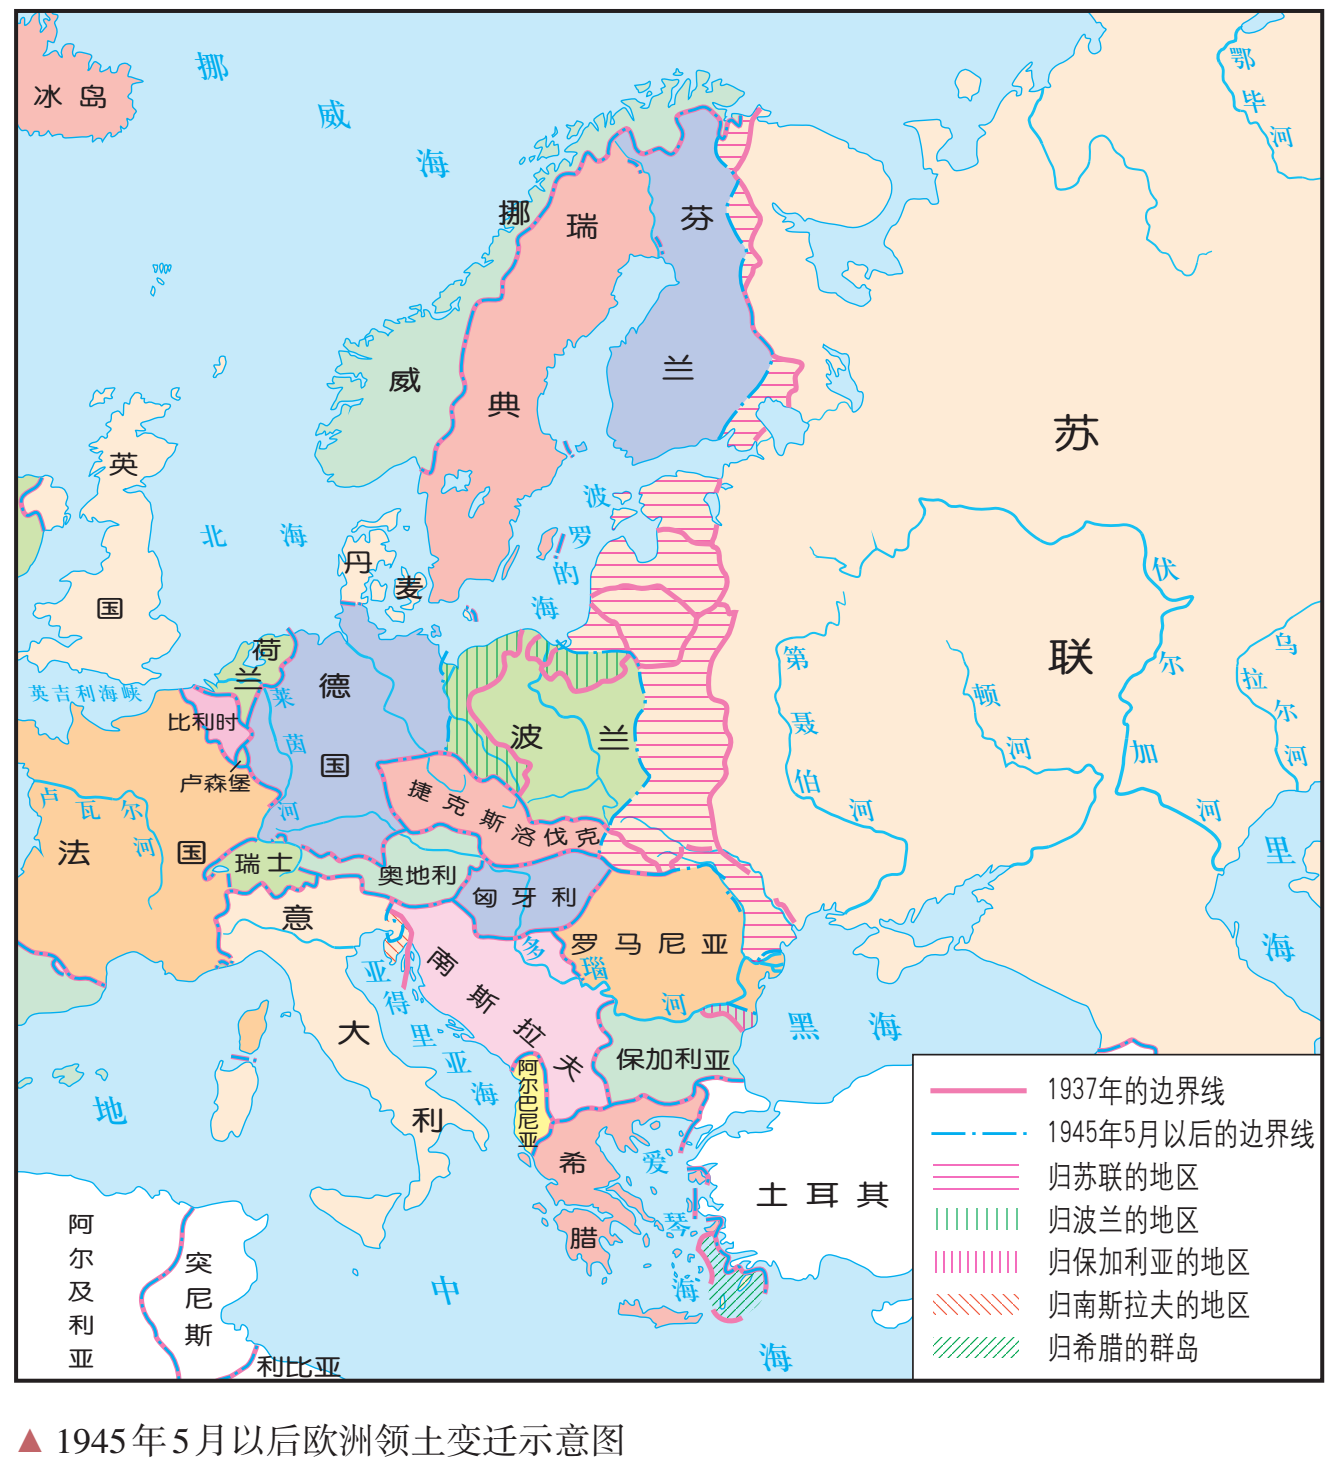 冰岛
挪威海
鄂毕河
挪威
瑞典
芬兰
英国
北海
丹麦
波罗的海
苏联
伏尔加河
乌拉尔河
第聂伯河
顿河
里海
荷兰
英吉利海峡
莱茵河
德国
比利时
卢森堡
波兰
卢瓦尔河
法国
捷克斯洛伐克
瑞士
奥地利
匈牙利
意大利
罗马尼亚
多瑙河
南斯拉夫
亚得里亚海
保加利亚
黑海
阿尔巴尼亚
地中海
希腊
爱琴海
土耳其
阿尔及利亚
突尼斯
利比亚
1937年的边界线
1945年5月以后的边界线
归苏联的地区
归波兰的地区
归保加利亚的地区
归南斯拉夫的地区
归希腊的群岛
▲ 1945年5月以后欧洲领土变迁示意图